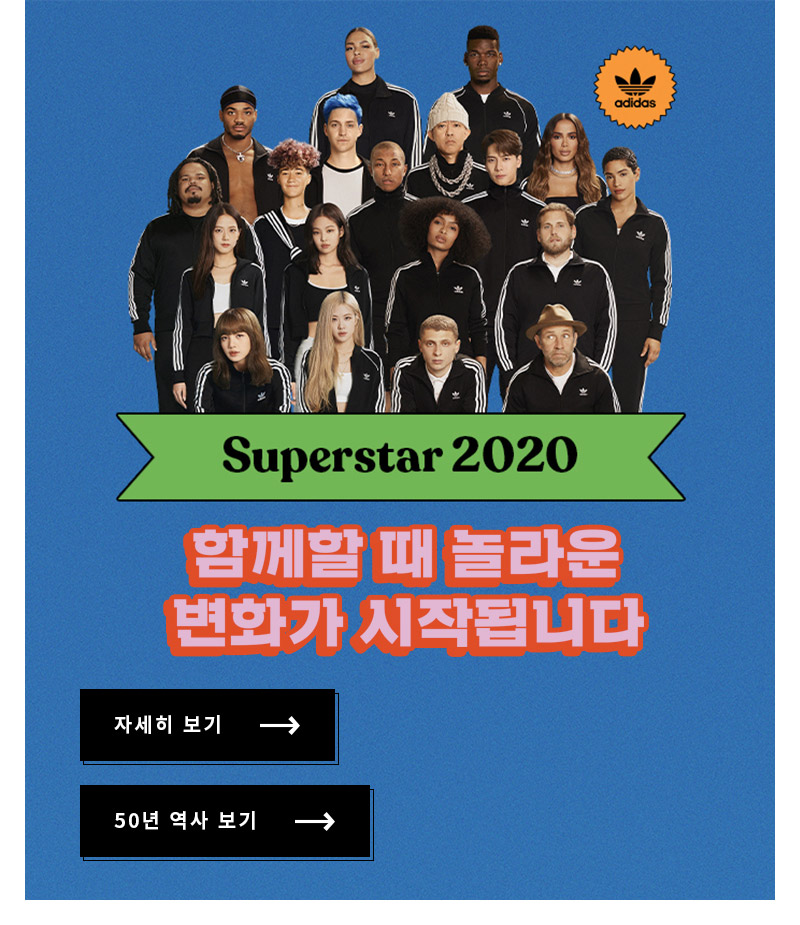 adidas
Superstar 2020
함께할 때 놀라운
변화가 시작됩니다
자세히 보기
50년 역사 보기